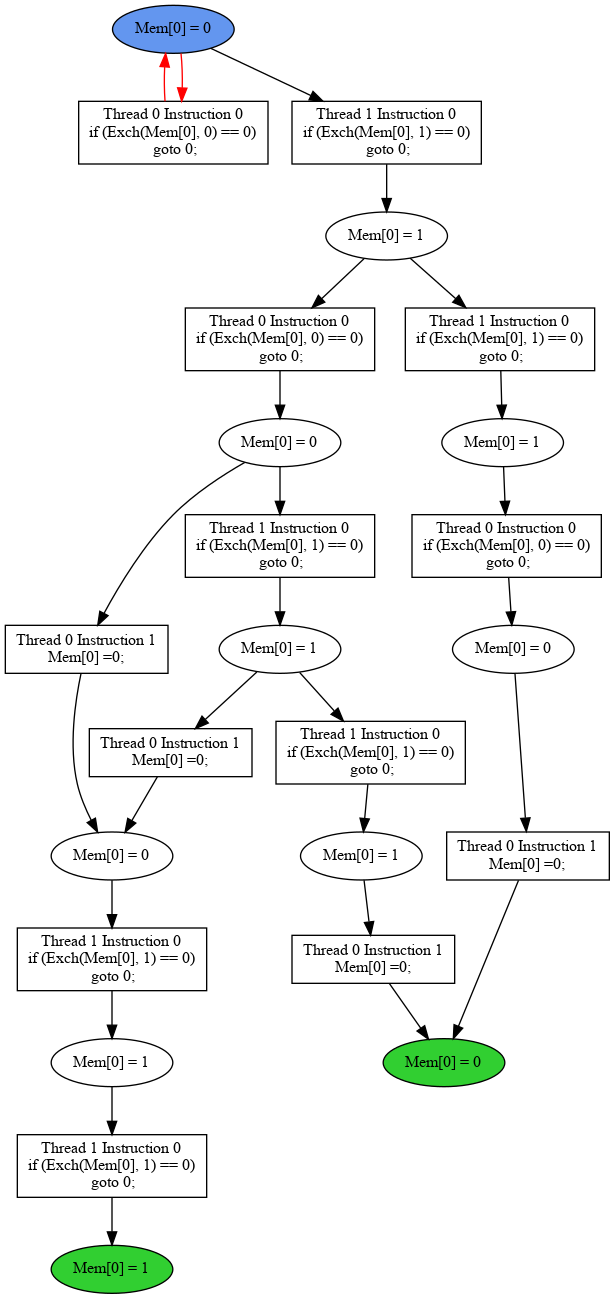 Mem[0] = 0
Thread 0 Instruction 0
if (Exch(Mem[0], 0) == 0)
goto 0;
Thread 1 Instruction 0
if (Exch(Mem[0], 1) == 0)
goto 0;
Mem[0] = 1
Thread 0 Instruction 0
if (Exch(Mem[0], 0) == 0)
goto 0;
Thread 1 Instruction 0
if (Exch(Mem[0], 1) == 0)
goto 0;
Mem[0] = 0
Mem[0] = 1
Thread 1 Instruction 0
if (Exch(Mem[0], 1) == 0)
goto 0;
Thread 0 Instruction 0
if (Exch(Mem[0], 0) == 0)
goto 0;
Thread 0 Instruction 1
Mem[0] =0;
Mem[0] = 1
Mem[0] = 0
Thread 0 Instruction 1
Mem[0] =0;
Thread 1 Instruction 0
if (Exch(Mem[0], 1) == 0)
goto 0;
Mem[0] = 0
Mem[0] = 1
Thread 0 Instruction 1
Mem[0] =0;
Thread 1 Instruction 0
if (Exch(Mem[0], 1) == 0)
goto 0;
Thread 0 Instruction 1
Mem[0] =0;
Mem[0] = 1
Mem[0] = 0
Thread 1 Instruction 0
if (Exch(Mem[0], 1) == 0)
goto 0;
Mem[0] = 1